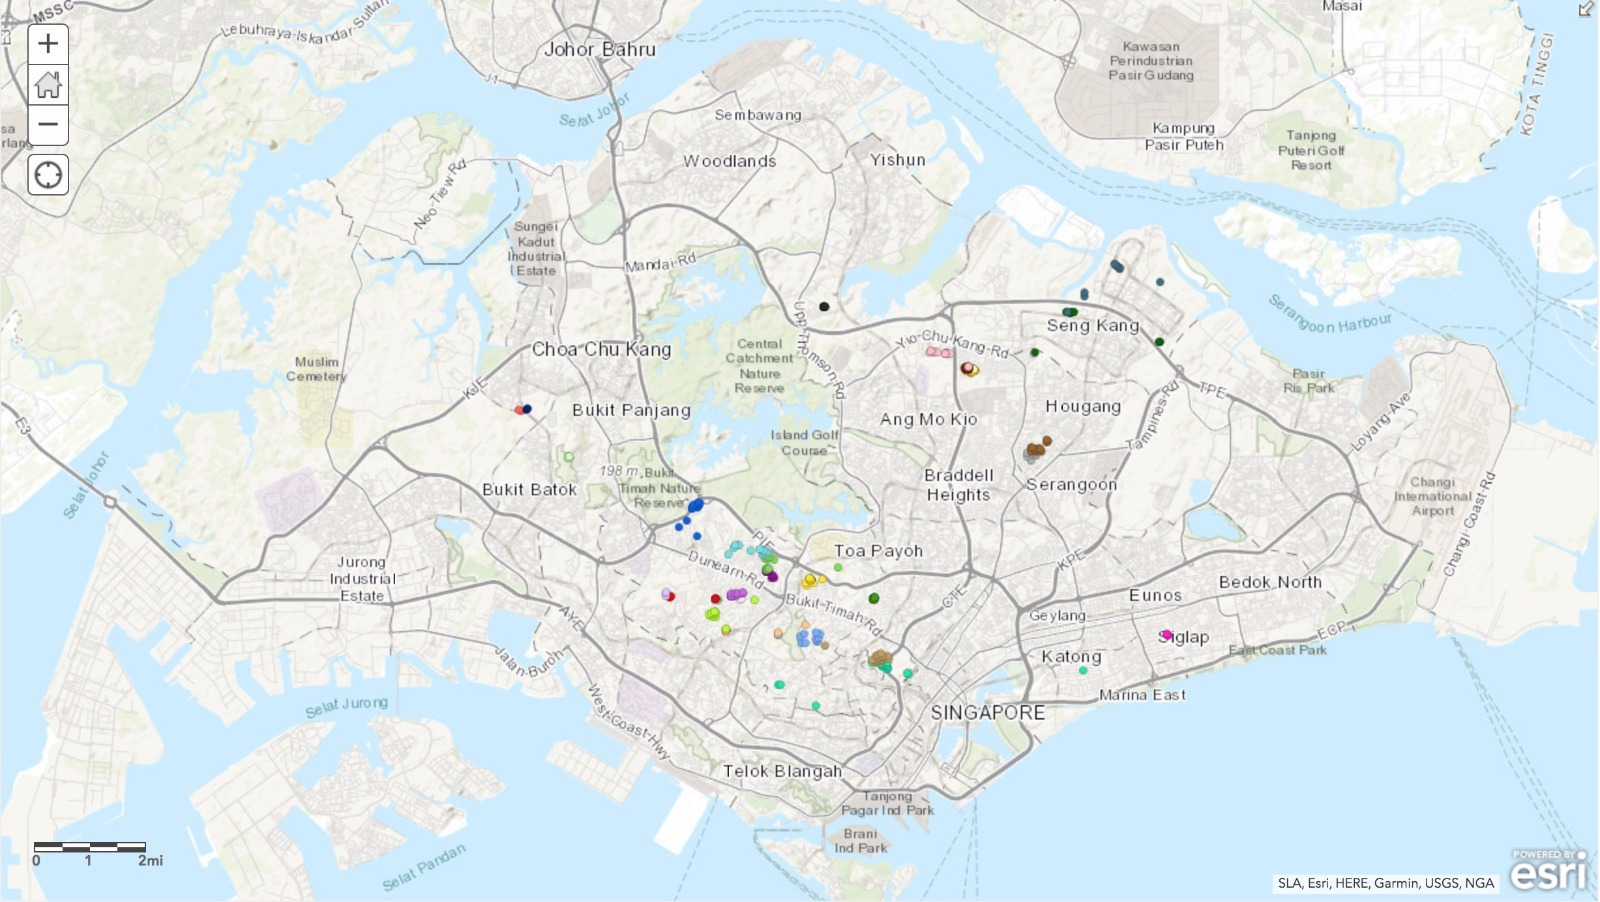 MSSC
E3
Lebuhraya-Iskandar-Sultan
Johor Bahru
J1
Masai
Selat Johor
Kawasan
Perindustrian
Pasir Gudang
KOTA TINGGI
Sembawang
Kampung
Pasir Puteh
Tanjong
Puteri Golf
Resort
Woodlands
Yishun
Neo-Tiew Rd
Sungei
Kadut
Industrial
Estate
Mandai-Rd
Serangoon Harbour
Upp-Thomson Rd
Seng Kang
Yio-Chu-Kang-Rd
Choa Chu Kang
Central
Catchment
Nature
Reserve
Muslim
Cemetery
KJE
Pasir
Ris Park
TPE
Loyang-Ave
Bukit Panjang
Ang Mo Kio
Hougang
Tampines-Rd
E3
Island Golf
Course
Selat Johor
198 m
Bukit
Timah Nature
Reserve
Bukit Batok
Braddell
Heights
Serangoon
Changi
International
Airport
Changi-Coast-Rd
PIE
Toa Payoh
Dunearn-Rd
KPE
Jurong
Industrial
Estate
Bedok North
Eunos
Bukit-Timah/Rd
CTE
Geylang
AYE
Siglap
ECP
East Coast Park
Katong
Jalan-Buroh
West-Coast-Hwy
Marina East
Selat Jurong
SINGAPORE
Telok Blangah
Tanjong
Pagar Ind Park
Brani
Ind Park
0 1 2mi
Selat Pandan
POWERED BY
esri
SLA, Esri, HERE, Garmin, USGS, NGA